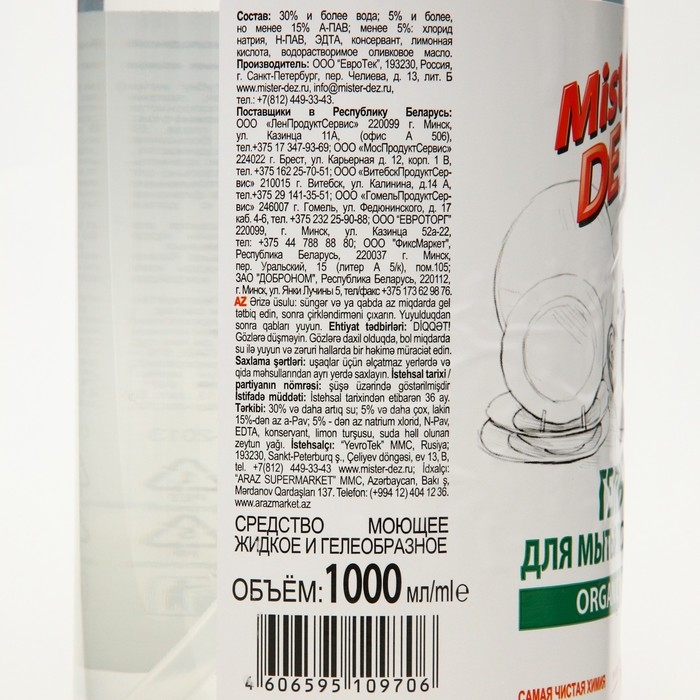 Состав: 30% и более вода; 5% и более,
но менее 15% А-ПАВ; менее 5%: хлорид
натрия, Н-ПАВ, ЭДТА, консервант, лимонная
кислота, водорастворимое оливковое масло.
Производитель: ООО "ЕвроТек", 193230, Россия,
г. Санкт-Петербург, пер. Челиева, д. 13, лит. Б
www.mister-dez.ru, info@mister-dez.ru,
тел.: +7(812) 449-33-43.
Поставщики в Республику Беларусь:
ООО «ЛенПродуктСервис» 220099 г. Минск,
ул. Казинца 11А, (офис А 506),
тел.+375 17 347-93-69; ООО «МосПродуктСервис»
224022 г. Брест, ул. Карьерная д. 12, корп. 1 В,
тел.+375 162 25-70-51; ООО «ВитебскПродуктСер-
вис» 210015 г. Витебск, ул. Калинина, д.14 А,
тел.+375 29 141-35-51; ООО «ГомельПродуктСер-
вис» 246007 г. Гомель, ул. Федюнинского, д. 17
каб. 4-6, тел. +375 232 25-90-88; ООО "ЕВРОТОРГ"
220099, г. Минск, ул. Казинца 52а-22,
тел: +375 44 788 88 80; ООО "ФиксМаркет",
Республика Беларусь, 220037 г. Минск,
пер. Уральский, 15 (литер А 5/к), пом.105;
ЗАО "ДОБРОНОМ", Республика Беларусь, 220112,
г. Минск, ул. Янки Лучины 5, тел/факс +375 173 62 98 76.
AZ Ərizə üsulu: süngər və ya qabda az miqdarda gel
tətbiq edin, sonra çirkləndirməni çıxarın. Yuyulduqdan
sonra qabları yuyun. Ehtiyat tədbirləri: DİQQƏT!
Gözlərə düşməyin. Gözlərə daxil olduqda, bol miqdarda
su ilə yuyun və zəruri hallarda bir həkimə müraciət edin.
Saxlama şərtləri: uşaqlar üçün əlçatmaz yerlərdə və
qida məhsullarından ayrı yerdə saxlayın. İstehsal tarixi /
partiyanın nömrəsi: şüşə üzərində göstərilmişdir
İstifadə müddəti: İstehsal tarixindən etibarən 36 ay.
Tərkibi: 30% və daha artıq su; 5% və daha çox, lakin
15%-dən az a-Pav; 5% - dən az natrium xlorid, N-Pav,
EDTA, konservant, limon turşusu, suda həll olunan
zeytun yağı. İstehsalçı: "YevroTek" MMC, Rusiya;
193230, Sankt-Peterburq ş., Çeliyev döngəsi, ev 13, B,
tel. +7(812) 449-33-43 www.mister-dez.ru; İdxalçı:
"ARAZ SUPERMARKET" MMC, Azərbaycan, Bakı ş,
Mərdanov Qardaşları 137. Telefon: (+994 12) 404 12 36.
www.arazmarket.az
СРЕДСТВО МОЮЩЕЕ
ЖИДКОЕ И ГЕЛЕОБРАЗНОЕ
ОБЪЁМ: 1000 мл/ml℮
4 606595 109706
Mist
DE
ДЛЯ МЫТ
ORGA
САМАЯ ЧИСТАЯ ХИМИЯ